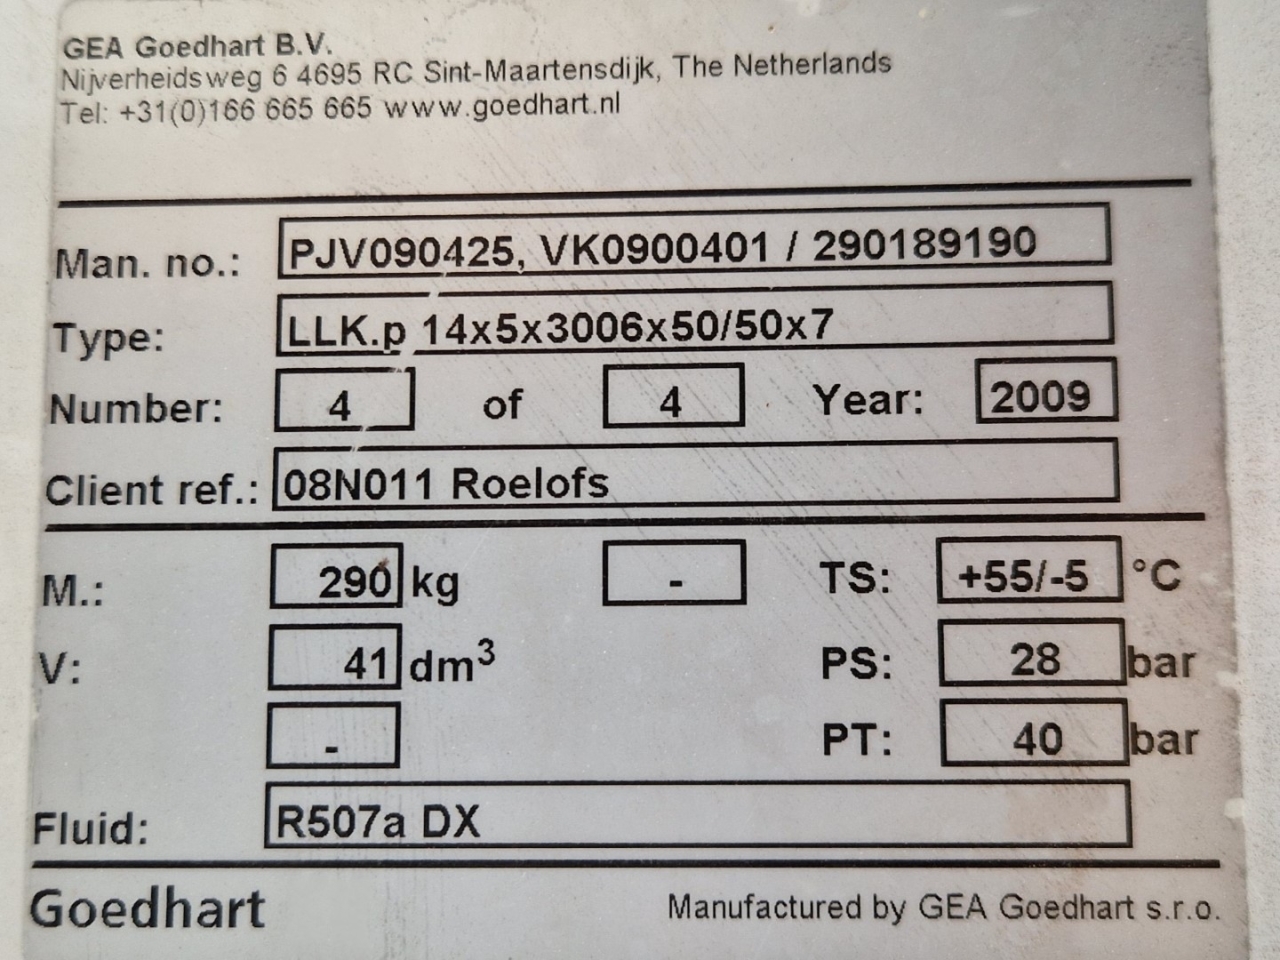 GEA Goedhart B.V.
Nijverheidsweg 6 4695 RC Sint-Maartensdijk, The Netherlands
Tel: +31(0)166 665 665 www.goedhart.nl
Man. no.: PJV090425, VK0900401 / 290189190
Type: LLK.p 14x5x3006x50/50x7
Number: 4 of 4 Year: 2009
Client ref.: 08N011 Roelofs
M.: 290 kg - TS: +55/-5 °C
V: 41 dm³ PS: 28 bar
- PT: 40 bar
Fluid: R507a DX
Goedhart Manufactured by GEA Goedhart s.r.o.